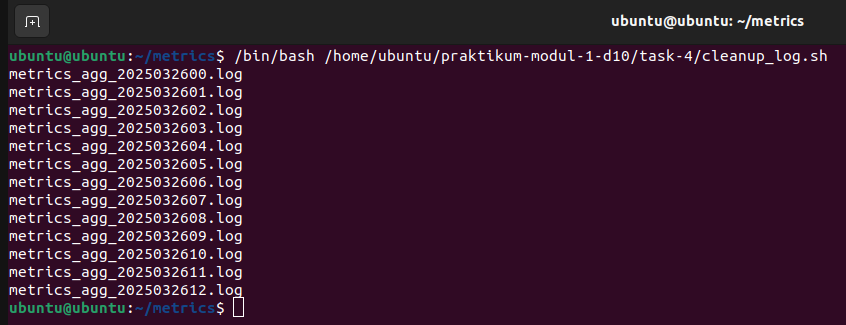 ubuntu@ubuntu: ~/metrics
ubuntu@ubuntu:~/metrics$ /bin/bash /home/ubuntu/praktikum-modul-1-d10/task-4/cleanup_log.sh
metrics_agg_2025032600.log
metrics_agg_2025032601.log
metrics_agg_2025032602.log
metrics_agg_2025032603.log
metrics_agg_2025032604.log
metrics_agg_2025032605.log
metrics_agg_2025032606.log
metrics_agg_2025032607.log
metrics_agg_2025032608.log
metrics_agg_2025032609.log
metrics_agg_2025032610.log
metrics_agg_2025032611.log
metrics_agg_2025032612.log
ubuntu@ubuntu:~/metrics$